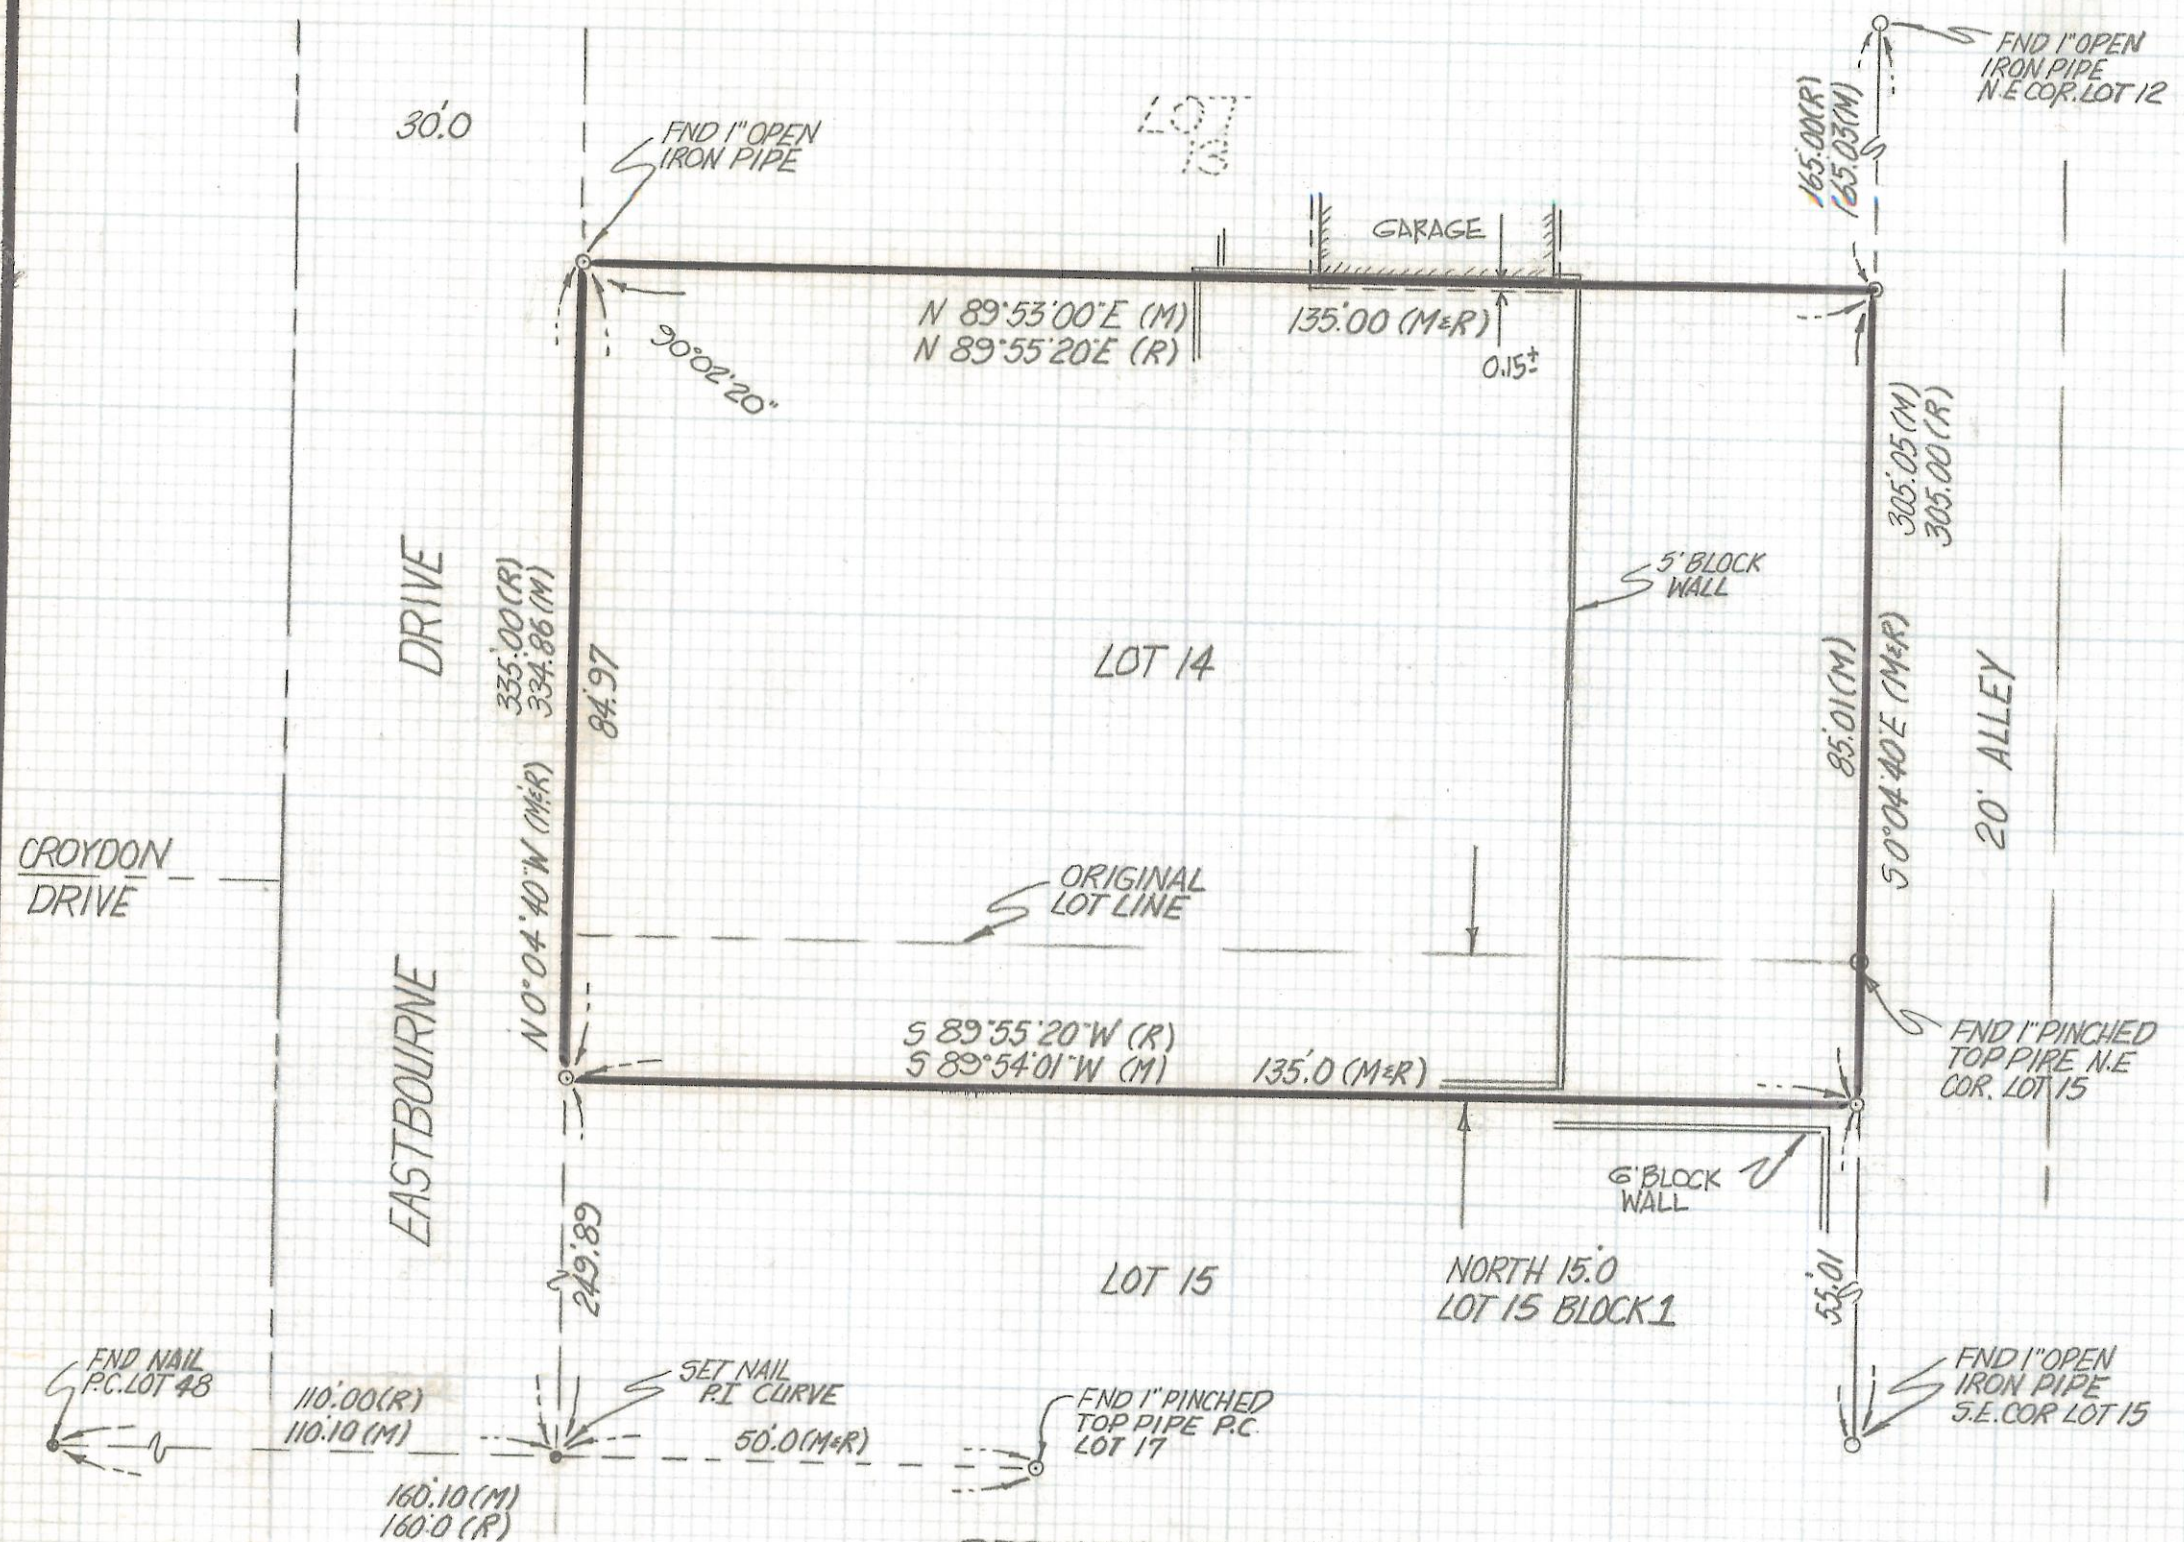 30.'0
FND 1" OPEN
IRON PIPE
LOT
13
FND 1" OPEN
IRON PIPE
N.E COR. LOT 12
165.'00(R)
165.'03(M)
GARAGE
N 89°53'00"E (M)
N 89°55'20"E (R)
135.'00 (M&R)
0.15±
90°02'20"
305.'05(M)
305.'00(R)
5' BLOCK
WALL
DRIVE
335.'00(R)
334.'86(M)
84.'97
LOT 14
85.'01(M)
S 0°04'40"E (M&R)
20' ALLEY
N 0°04'40"W (M&R)
CROYDON
DRIVE
ORIGINAL
LOT LINE
EASTBOURNE
S 89°55'20"W (R)
S 89°54'01"W (M)
135.'0 (M&R)
FND 1" PINCHED
TOP PIPE N.E
COR. LOT 15
6' BLOCK
WALL
249.'89
LOT 15
NORTH 15.'0
LOT 15 BLOCK 1
55.'01
FND NAIL
P.C. LOT 48
110.'00(R)
110.'10(M)
SET NAIL
P.I CURVE
50.'0(M&R)
FND 1" PINCHED
TOP PIPE P.C.
LOT 17
FND 1" OPEN
IRON PIPE
S.E. COR LOT 15
160.'10(M)
160.'0 (R)